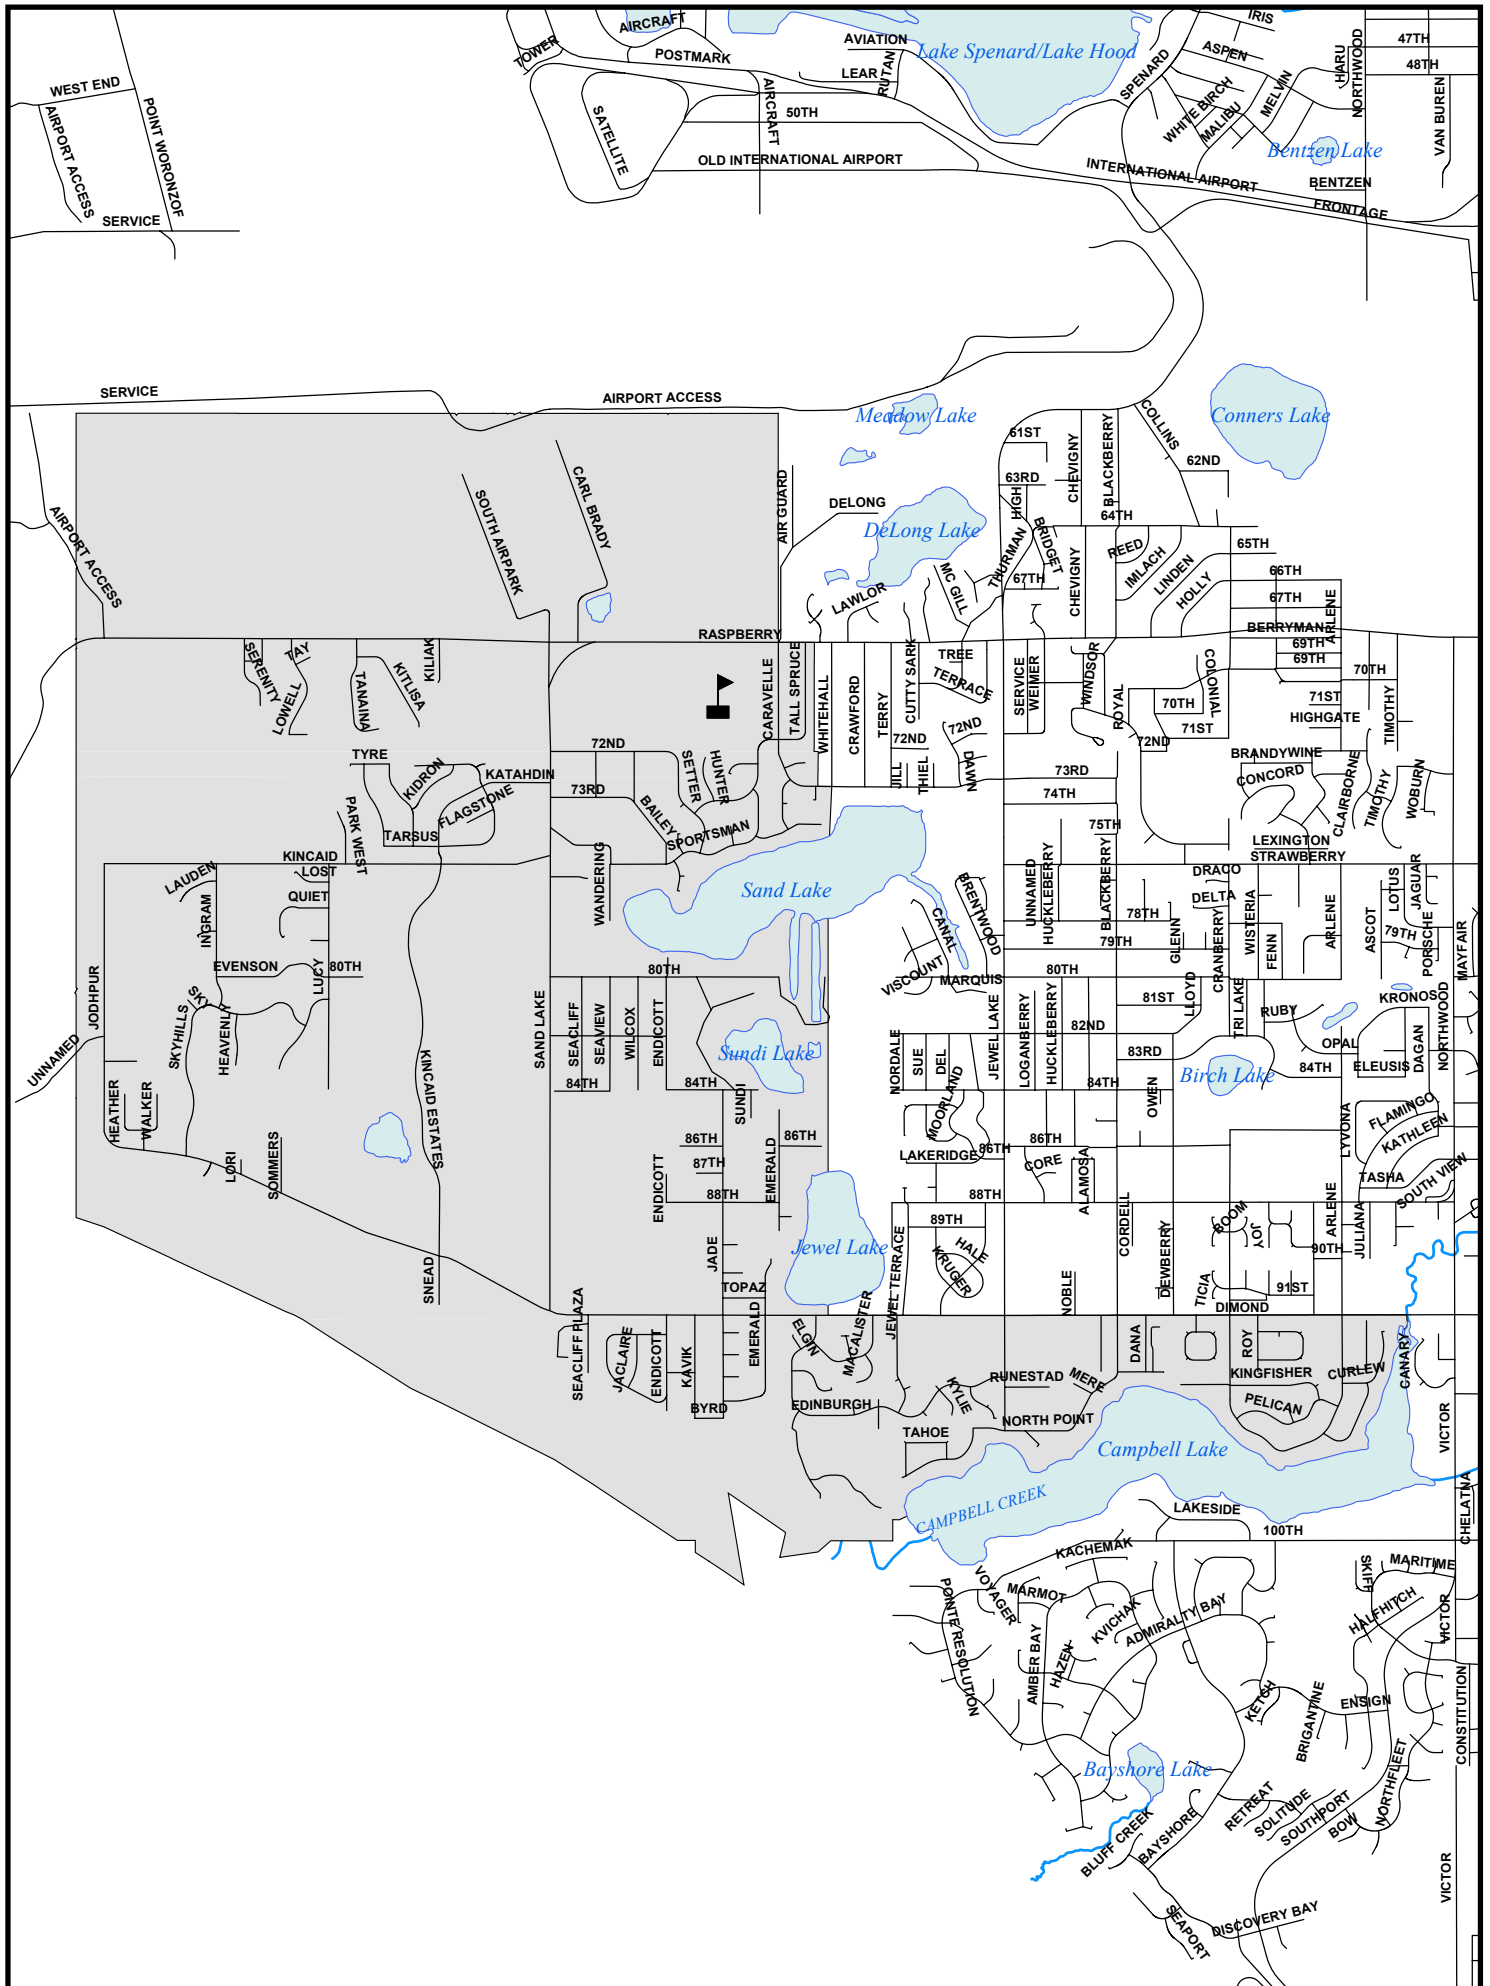 AIRCRAFT
IRIS
TOWER
POSTMARK
AVIATION
Lake Spenard/Lake Hood
SPENARD
ASPEN
47TH
48TH
HARU
NORTHWOOD
LEAR
RUTAN
WEST END
AIRPORT ACCESS
POINT WORONZOF
SATELLITE
AIRCRAFT
50TH
WHITE BIRCH
MALIBU
MELVIN
VAN BUREN
OLD INTERNATIONAL AIRPORT
Bentzen Lake
INTERNATIONAL AIRPORT
BENTZEN
FRONTAGE
SERVICE
SERVICE
AIRPORT ACCESS
Meadow Lake
COLLINS
Conners Lake
61ST
CHEVIGNY
BLACKBERRY
62ND
63RD
HIGH
SOUTH AIRPARK
CARL BRADY
AIR GUARD
DELONG
DeLong Lake
64TH
AIRPORT ACCESS
THURMAN
BRIDGET
REED
IMLACH
LINDEN
HOLLY
65TH
66TH
67TH
ARLENE
MC GILL
67TH
CHEVIGNY
LAWLOR
RASPBERRY
BERRYMAN
69TH
69TH
70TH
SERENITY
TAY
LOWELL
TANAINA
KITLISA
KILIAK
CARAVELLE
TALL SPRUCE
WHITEHALL
CRAWFORD
TERRY
CUTTY SARK
TREE
TERRACE
SERVICE
WEIMER
WINDSOR
ROYAL
COLONIAL
70TH
71ST
71ST
HIGHGATE
TIMOTHY
72ND
72ND
72ND
72ND
BRANDYWINE
TYRE
KIDRON
KATAHDIN
FLAGSTONE
SETTER
HUNTER
JILL
THIEL
DAWN
73RD
CONCORD
CLAIRBORNE
TIMOTHY
WOBURN
73RD
74TH
BAILEY
SPORTSMAN
PARK WEST
TARSUS
75TH
LEXINGTON
KINCAID
STRAWBERRY
LOST
LAUDEN
QUIET
INGRAM
WANDERING
Sand Lake
CANAL
BRENTWOOD
UNNAMED
HUCKLEBERRY
BLACKBERRY
DRACO
DELTA
78TH
79TH
GLENN
CRANBERRY
WISTERIA
FENN
ARLENE
ASCOT
LOTUS
JAGUAR
79TH
PORSCHE
MAYFAIR
EVENSON
LUCY
80TH
80TH
VISCOUNT
MARQUIS
80TH
JODHPUR
SKY
SKYHILLS
HEAVENLY
SAND LAKE
SEACLIFF
SEAVIEW
WILCOX
ENDICOTT
Sundi Lake
JEWEL LAKE
LOGANBERRY
HUCKLEBERRY
81ST
LLOYD
TRI LAKE
RUBY
KRONOS
NORTHWOOD
82ND
83RD
Birch Lake
OPAL
84TH
ELEUSIS
DAGAN
UNNAMED
NORDALE
SUE
DEL
MOORLAND
84TH
84TH
SUNDI
84TH
OWEN
HEATHER
WALKER
KINCAID ESTATES
LYVONA
FLAMINGO
KATHLEEN
86TH
86TH
86TH
86TH
LORI
SOMMERS
87TH
EMERALD
LAKERIDGE
CORE
ALAMOSA
TASHA
SOUTH VIEW
ENDICOTT
88TH
88TH
Jewel Lake
89TH
HALE
KRUGER
JEWEL TERRACE
CORDELL
DEWBERRY
BOOM
JOY
ARLENE
JULIANA
90TH
SNEAD
JADE
TOPAZ
NOBLE
TICIA
91ST
DIMOND
SEACLIFF PLAZA
JACLAIRE
ENDICOTT
KAVIK
EMERALD
BYRD
ELGIN
MACALISTER
DANA
ROY
CANARY
KINGFISHER
CURLEW
PELICAN
RUNESTAD
MERE
KYLIE
EDINBURGH
TAHOE
NORTH POINT
Campbell Lake
VICTOR
CAMPBELL CREEK
LAKESIDE
100TH
CHELATNA
KACHEMAK
VOYAGER
MARMOT
POINTE RESOLUTION
KVICHAK
ADMIRALTY BAY
SKIFF
MARITIME
HALFHITCH
VICTOR
AMBER BAY
HAZEN
KETCH
BRIGANTINE
ENSIGN
CONSTITUTION
Bayshore Lake
NORTHFLEET
RETREAT
SOLITUDE
SOUTHPORT
BOW
BLUFF CREEK
BAYSHORE
VICTOR
SEAPORT
DISCOVERY BAY